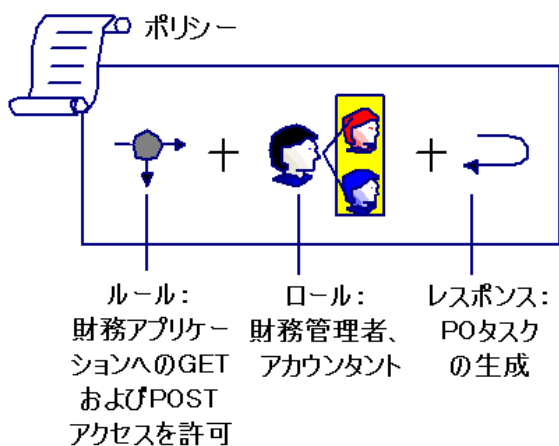 ポリシー
ルール：
財務アプリケー
ションへのGET
およびPOST
アクセスを許可
ロール：
財務管理者、
アカウンタント
レスポンス：
POタスク
の生成